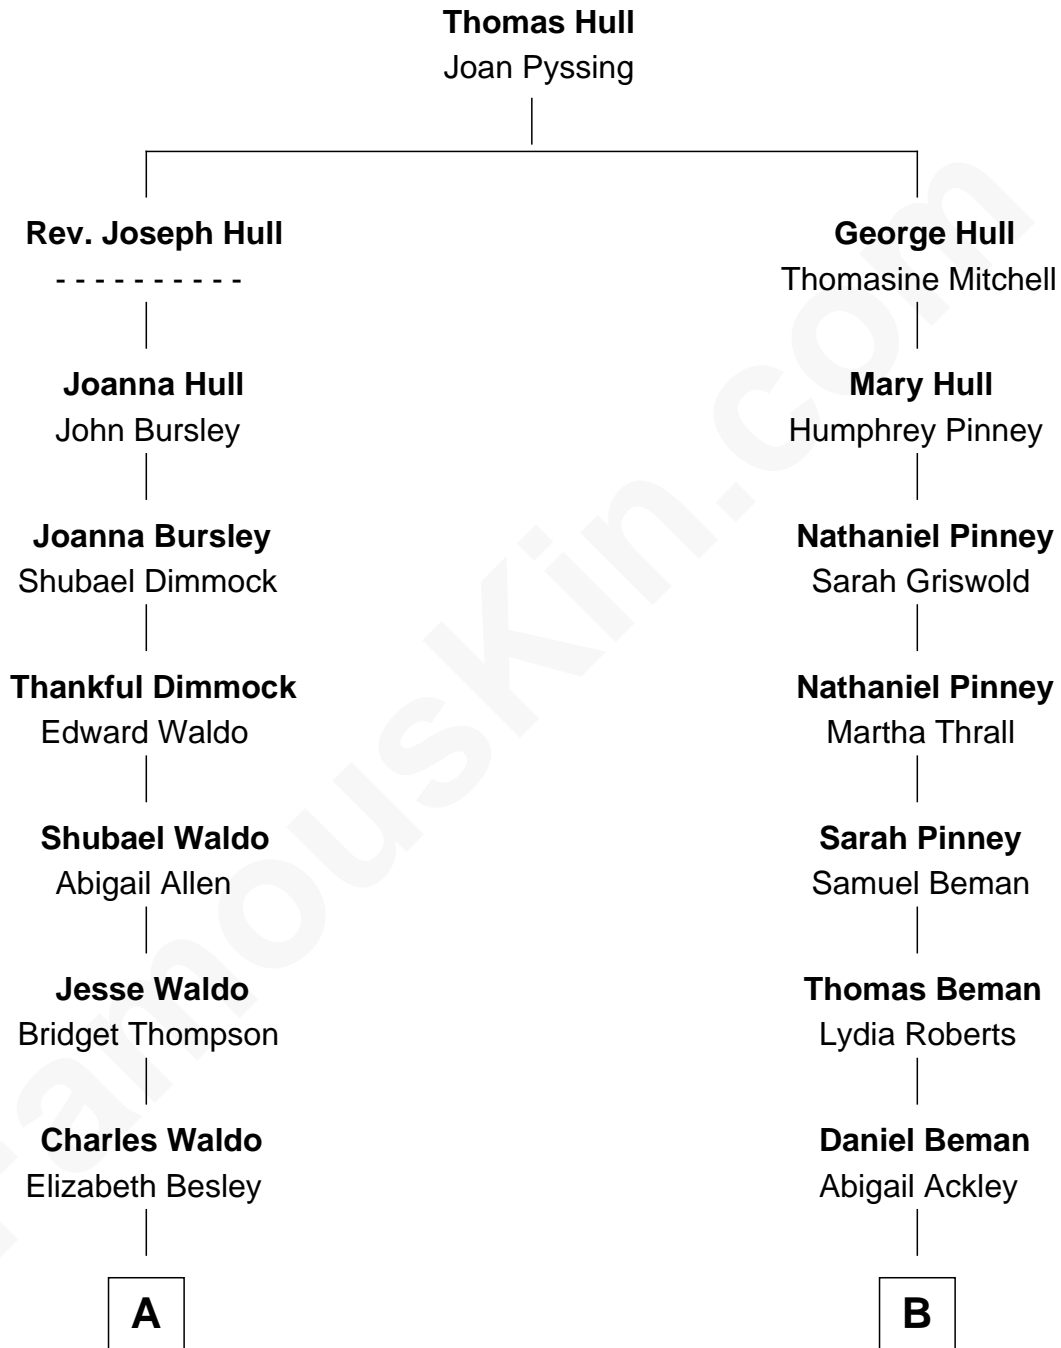 Thomas Hull
Joan Pyssing
Rev. Joseph Hull
- - - - - - - - - -
George Hull
Thomasine Mitchell
Joanna Hull
John Bursley
Mary Hull
Humphrey Pinney
Joanna Bursley
Shubael Dimmock
Nathaniel Pinney
Sarah Griswold
Thankful Dimmock
Edward Waldo
Nathaniel Pinney
Martha Thrall
Shubael Waldo
Abigail Allen
Sarah Pinney
Samuel Beman
Jesse Waldo
Bridget Thompson
Thomas Beman
Lydia Roberts
Charles Waldo
Elizabeth Besley
Daniel Beman
Abigail Ackley
A
B
FamousKin.com